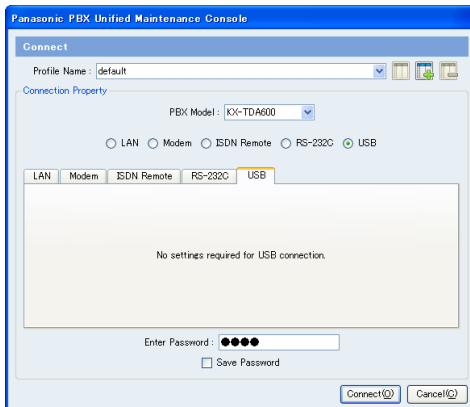 Panasonic PBX Unified Maintenance Console
Connect
Profile Name : default
Connection Property
PBX Model : KX-TDA600
LAN Modem ISDN Remote RS-232C USB
LAN Modem ISDN Remote RS-232C USB
No settings required for USB connection.
Enter Password : ●●●●
Save Password
Connect(O) Cancel(C)